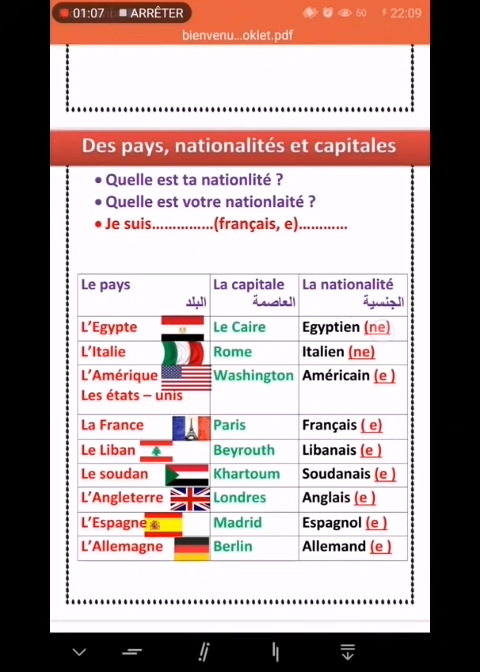 01:07 ARRÊTER 50 22:09
bienvenu...oklet.pdf
Des pays, nationalités et capitales
• Quelle est ta nationlité ?
• Quelle est votre nationlaité ?
• Je suis...............(français, e)............
Le pays La capitale La nationalité
البلد العاصمة الجنسية
L'Egypte Le Caire Egyptien (ne)
L'Italie Rome Italien (ne)
L'Amérique Washington Américain (e )
Les états – unis
La France Paris Français ( e)
Le Liban Beyrouth Libanais (e )
Le soudan Khartoum Soudanais (e )
L'Angleterre Londres Anglais (e )
L'Espagne Madrid Espagnol (e )
L'Allemagne Berlin Allemand (e )